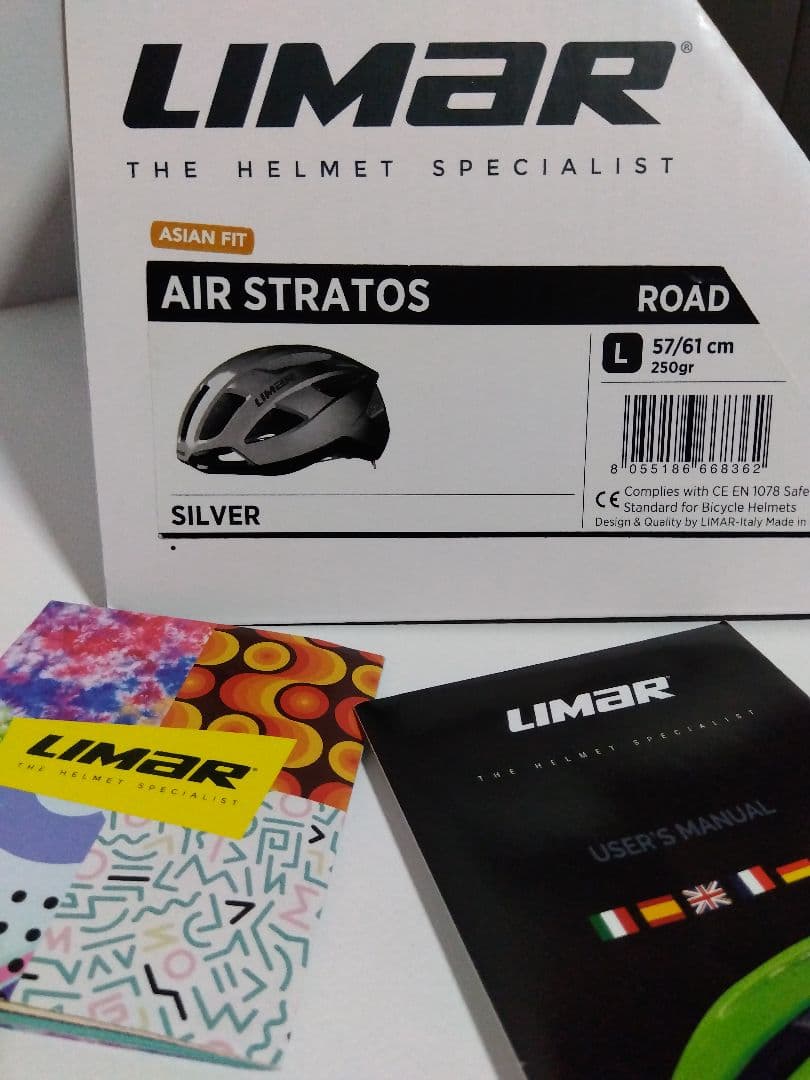 LIMAR®
THE HELMET SPECIALIST
ASIAN FIT
AIR STRATOS
ROAD
LIMAR
L
57/61 cm
250gr
8 055186 668362
SILVER
CE Complies with CE EN 1078 Safe
Standard for Bicycle Helmets
Design & Quality by LIMAR-Italy Made in
LIMAR
THE HELMET SPECIALIST
LIMAR
THE HELMET SPECIALIST
USER'S MANUAL